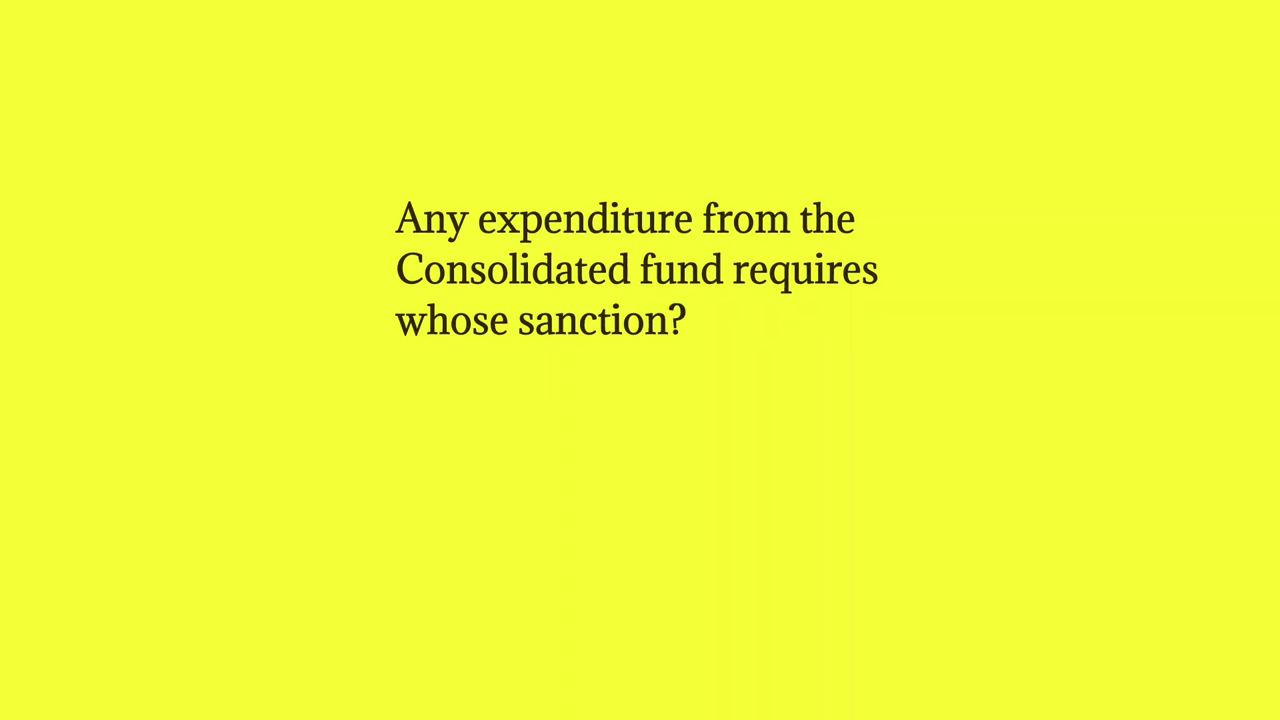 Any expenditure from the
Consolidated fund requires
whose sanction?